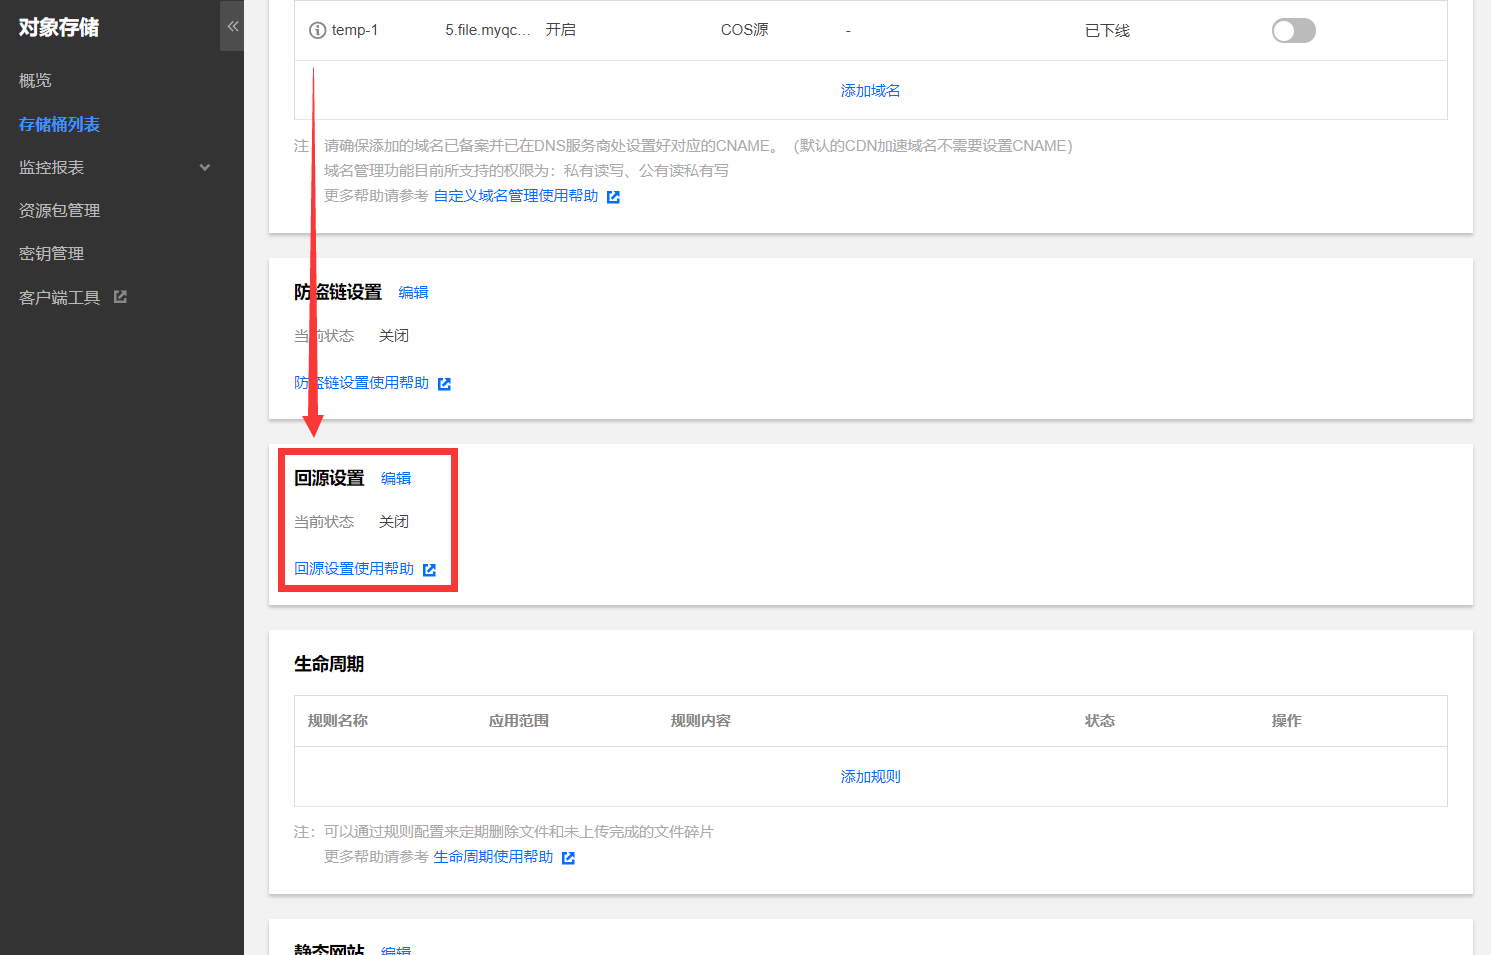 对象存储
概览
存储桶列表
监控报表
资源包管理
密钥管理
客户端工具
temp-1 5.file.myqc... 开启 COS源 - 已下线
添加域名
注 请确保添加的域名已备案并已在DNS服务商处设置好对应的CNAME。（默认的CDN加速域名不需要设置CNAME）
域名管理功能目前所支持的权限为：私有读写、公有读私有写
更多帮助请参考 自定义域名管理使用帮助
防盗链设置 编辑
当前状态 关闭
防盗链设置使用帮助
回源设置 编辑
当前状态 关闭
回源设置使用帮助
生命周期
规则名称 应用范围 规则内容 状态 操作
添加规则
注：可以通过规则配置来定期删除文件和未上传完成的文件碎片
更多帮助请参考 生命周期使用帮助
静态网站 编辑